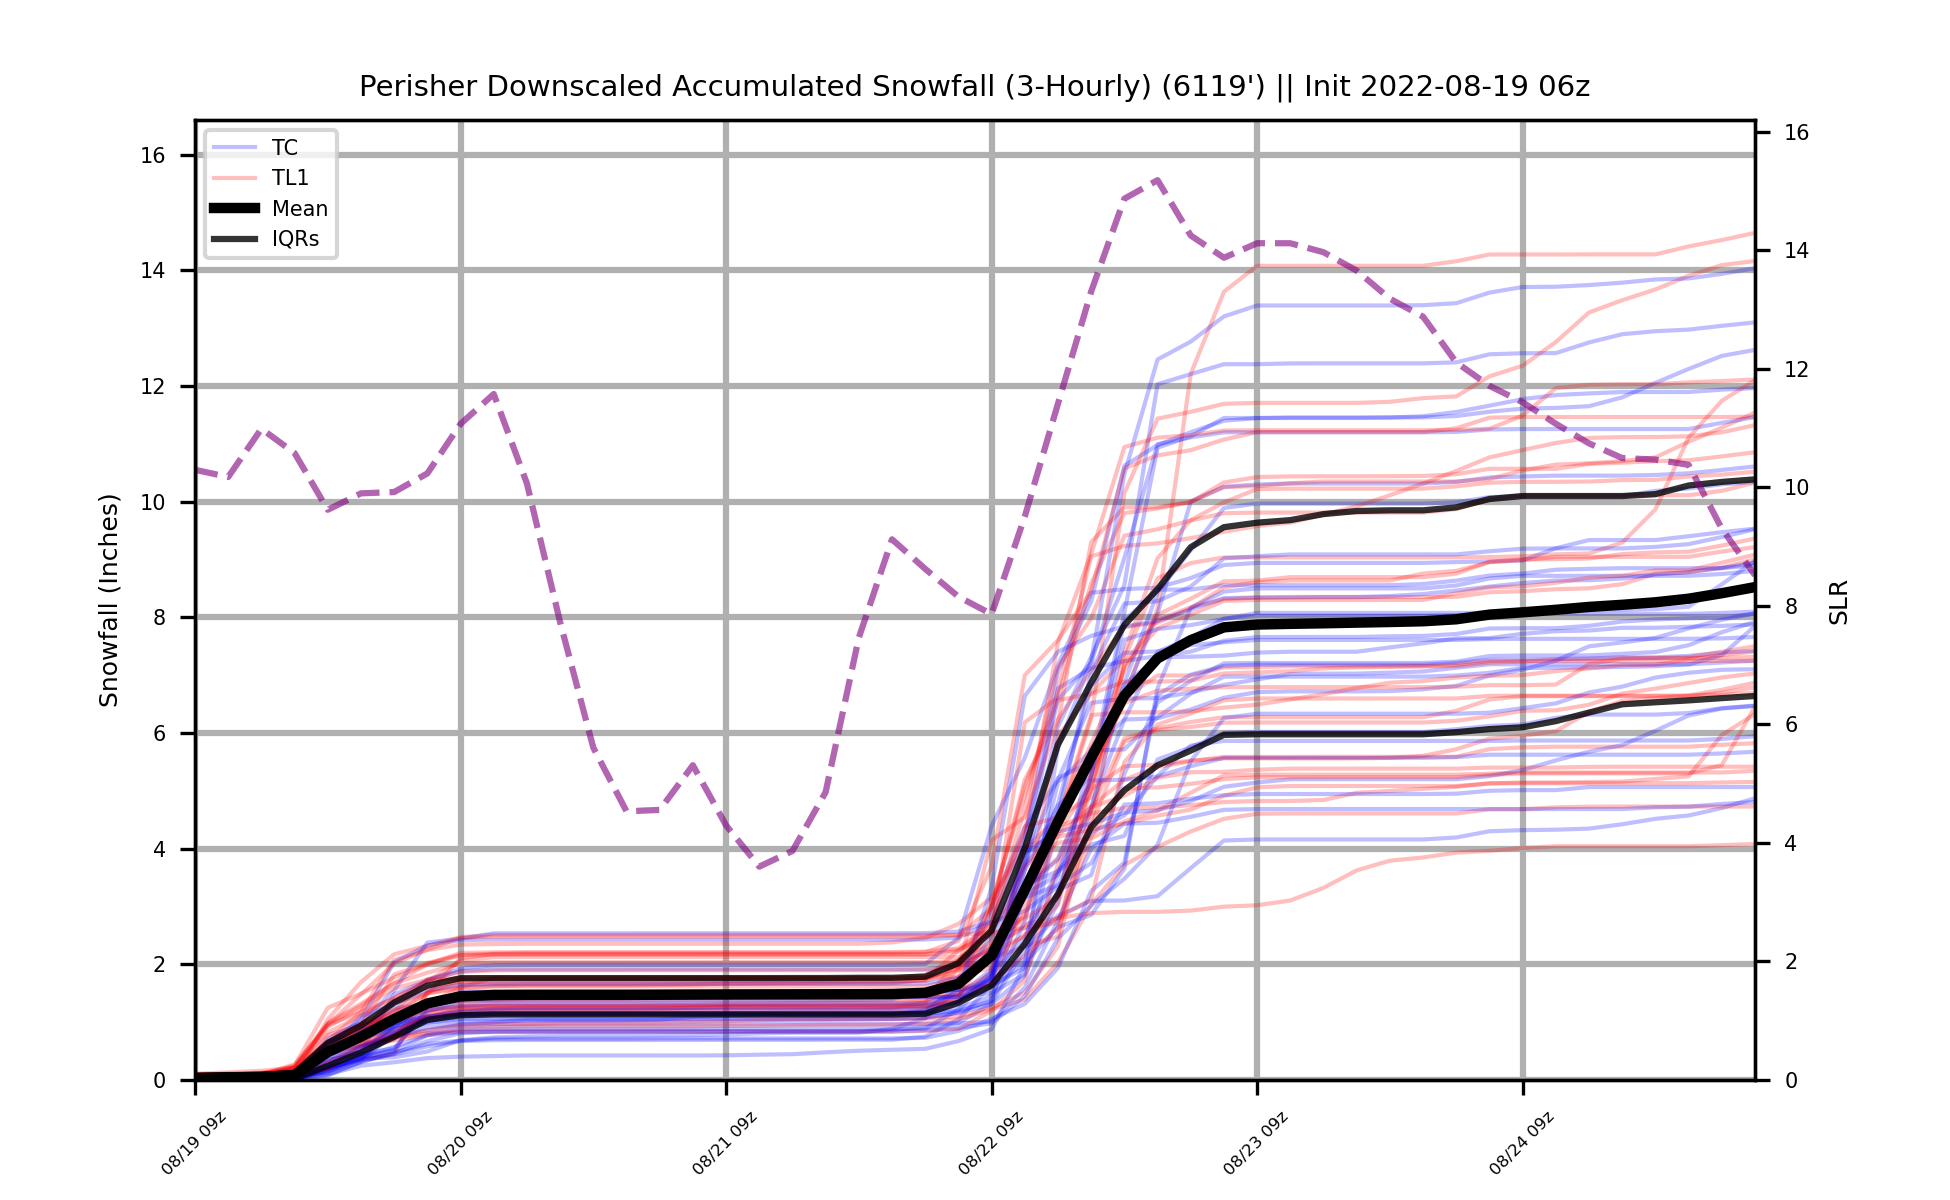 Perisher Downscaled Accumulated Snowfall (3-Hourly) (6119') || Init 2022-08-19 06z
TC
TL1
Mean
IQRs
Snowfall (Inches)
16
14
12
10
8
6
4
2
0
16
14
12
10
8
6
4
2
0
SLR
08/19 09z
08/20 09z
08/21 09z
08/22 09z
08/23 09z
08/24 09z